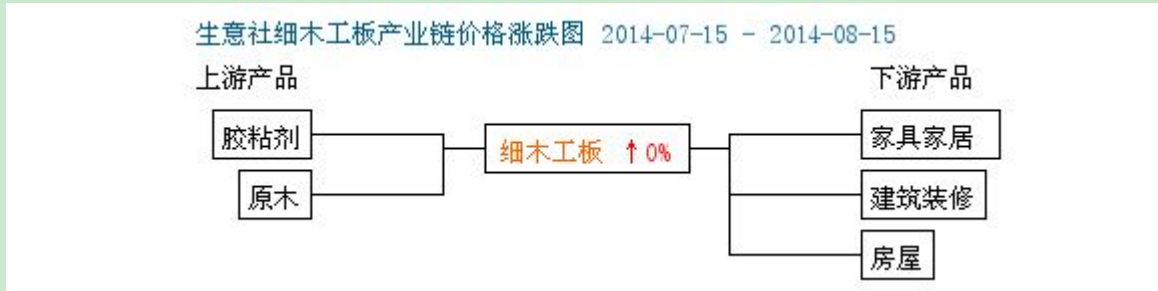 生意社细木工板产业链价格涨跌图 2014-07-15 - 2014-08-15
上游产品
下游产品
胶粘剂
细木工板 ↑0%
家具家居
原木
建筑装修
房屋